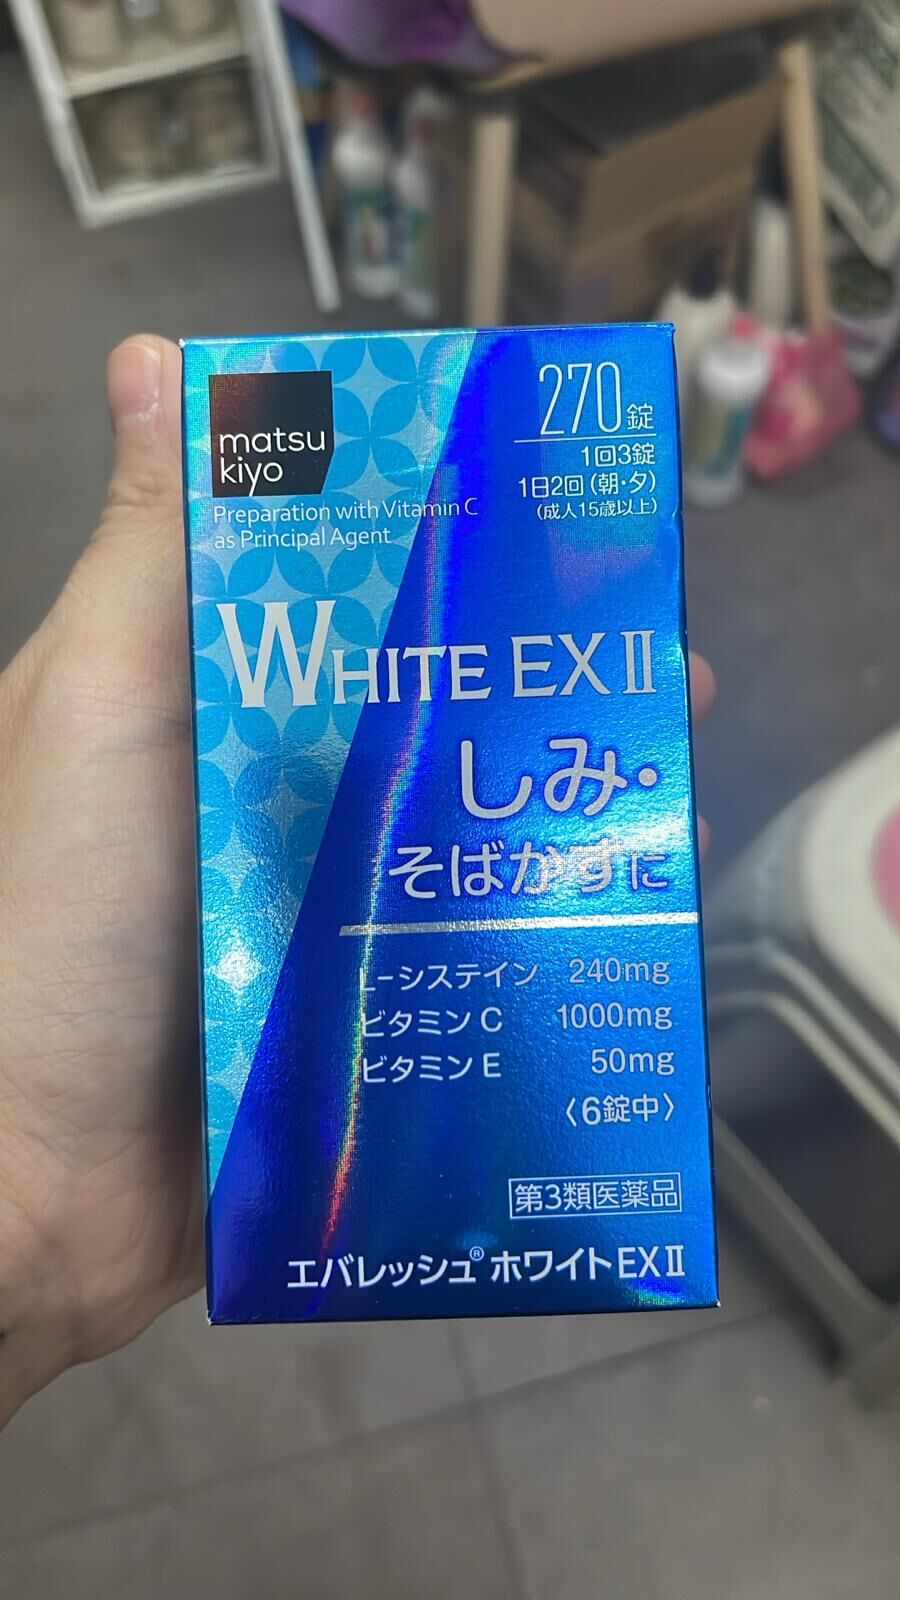 matsu
kiyo
Preparation with Vitamin C
as Principal Agent
270錠
1回3錠
1日2回(朝・夕)
(成人15歳以上)
WHITE EX Ⅱ
しみ・
そばかすに
L-システイン 240mg
ビタミン C 1000mg
ビタミン E 50mg
〈6錠中〉
第3類医薬品
エバレッシュ® ホワイトEXⅡ